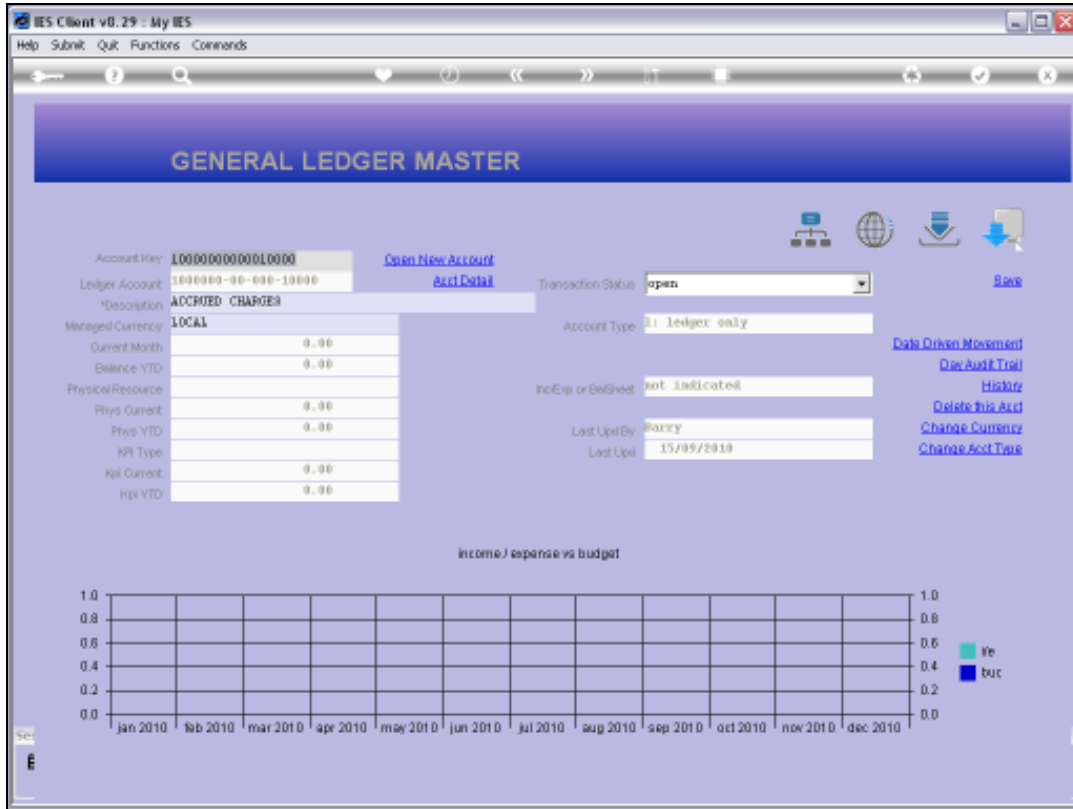 IES Client v8.29 : My IES
Help Submit Quit Functions Commands
GENERAL LEDGER MASTER
Account Key 1000000000010000 Open New Account
Ledger Account 1000000-00-000-10000 Acct Detail Transaction Status open Save
*Description ACCRUED CHARGES
Managed Currency LOCAL Account Type l: ledger only
Current Month 0.00 Date Driven Movement
Balance YTD 0.00 Day Audit Trail
Physical Resource Inc/Exp or BalSheet not indicated History
Phys Current 0.00 Delete this Acct
Phys YTD 0.00 Last Upd By Barry Change Currency
KPI Type Last Upd 15/09/2010 Change Acct Type
Kpi Current 0.00
Kpi YTD 0.00
income / expense vs budget
1.0 1.0
0.8 0.8
0.6 0.6 i/e
0.4 0.4 buc
0.2 0.2
0.0 0.0
jan 2010 feb 2010 mar 2010 apr 2010 may 2010 jun 2010 jul 2010 aug 2010 sep 2010 oct 2010 nov 2010 dec 2010